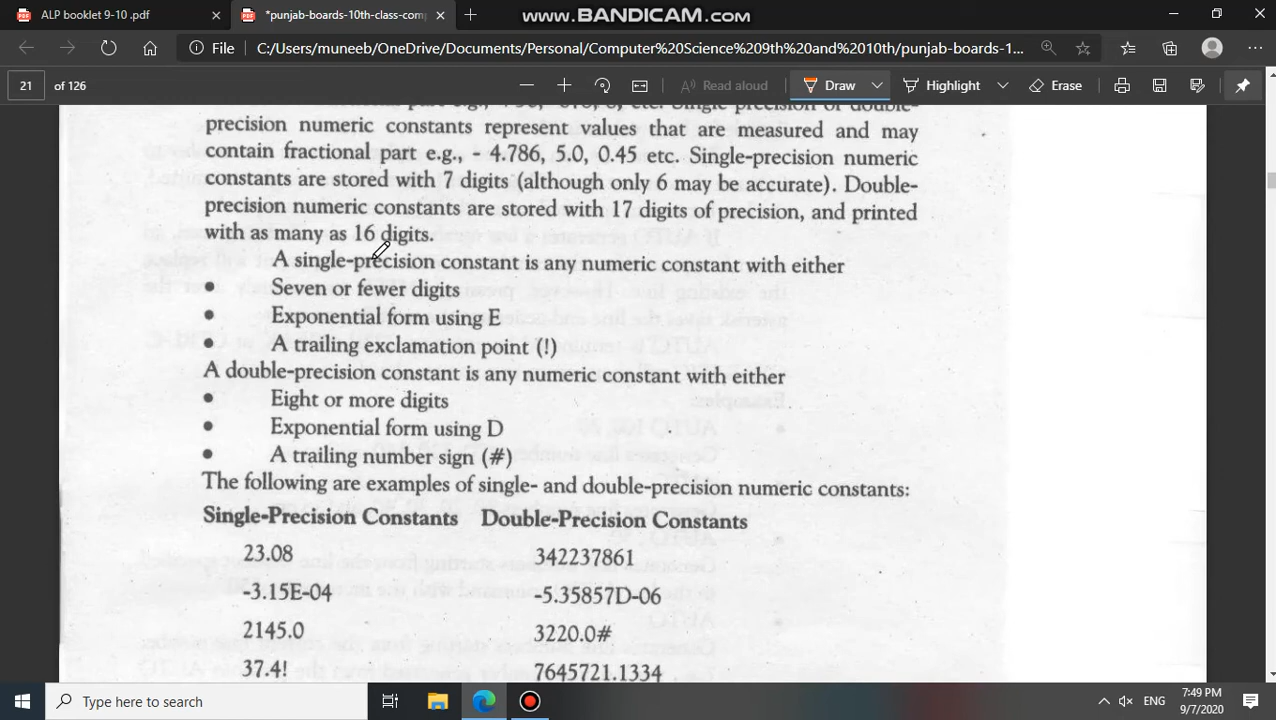 ALP booklet 9-10 .pdf
*punjab-boards-10th-class-com
www.BANDICAM.com
File
C:/Users/muneeb/OneDrive/Documents/Personal/Computer%20Science%209th%20and%2010th/punjab-boards-1...
21 of 126
Read aloud
Draw
Highlight
Erase
precision numeric constants represent values that are measured and may
contain fractional part e.g., - 4.786, 5.0, 0.45 etc. Single-precision numeric
constants are stored with 7 digits (although only 6 may be accurate). Double-
precision numeric constants are stored with 17 digits of precision, and printed
with as many as 16 digits.
A single-precision constant is any numeric constant with either
• Seven or fewer digits
• Exponential form using E
• A trailing exclamation point (!)
A double-precision constant is any numeric constant with either
• Eight or more digits
• Exponential form using D
• A trailing number sign (#)
The following are examples of single- and double-precision numeric constants:
Single-Precision Constants Double-Precision Constants
23.08 342237861
-3.15E-04 -5.35857D-06
2145.0 3220.0#
37.4! 7645721.1334
Type here to search
ENG
7:49 PM
9/7/2020